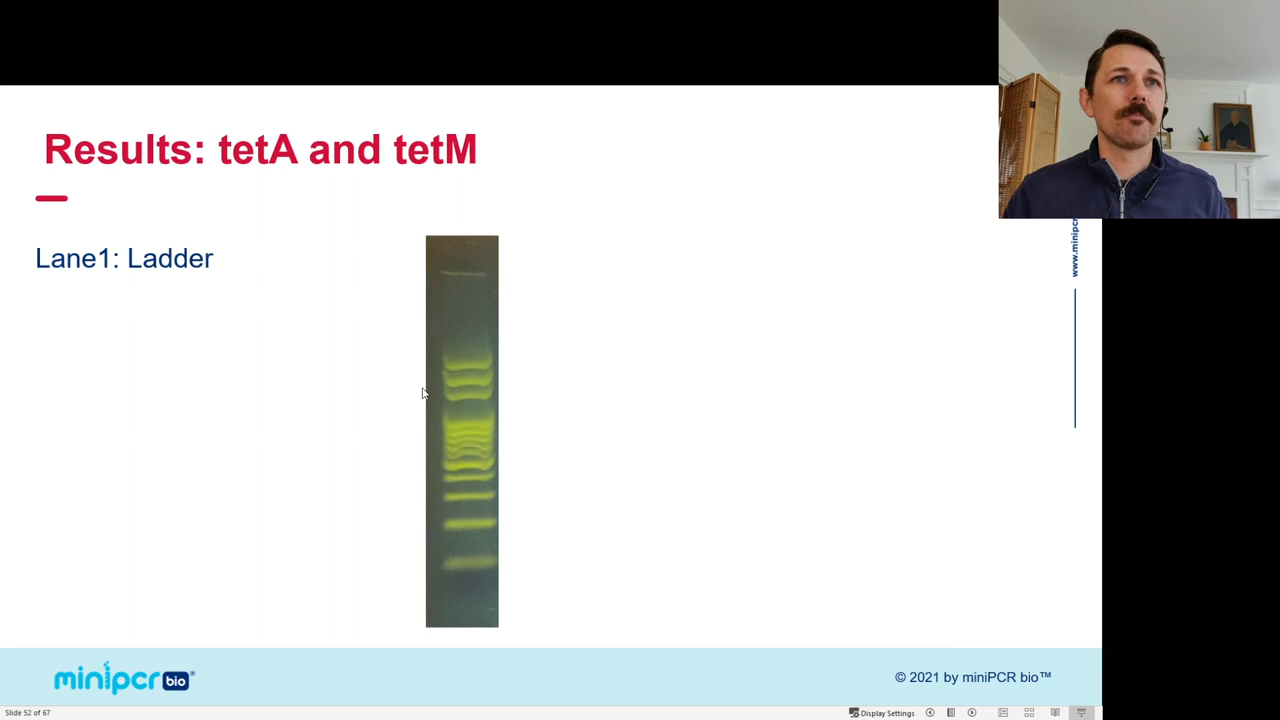 Results: tetA and tetM
Lane1: Ladder
www.minipc
minipcr bio®
© 2021 by miniPCR bio™
Slide 52 of 67
Display Settings